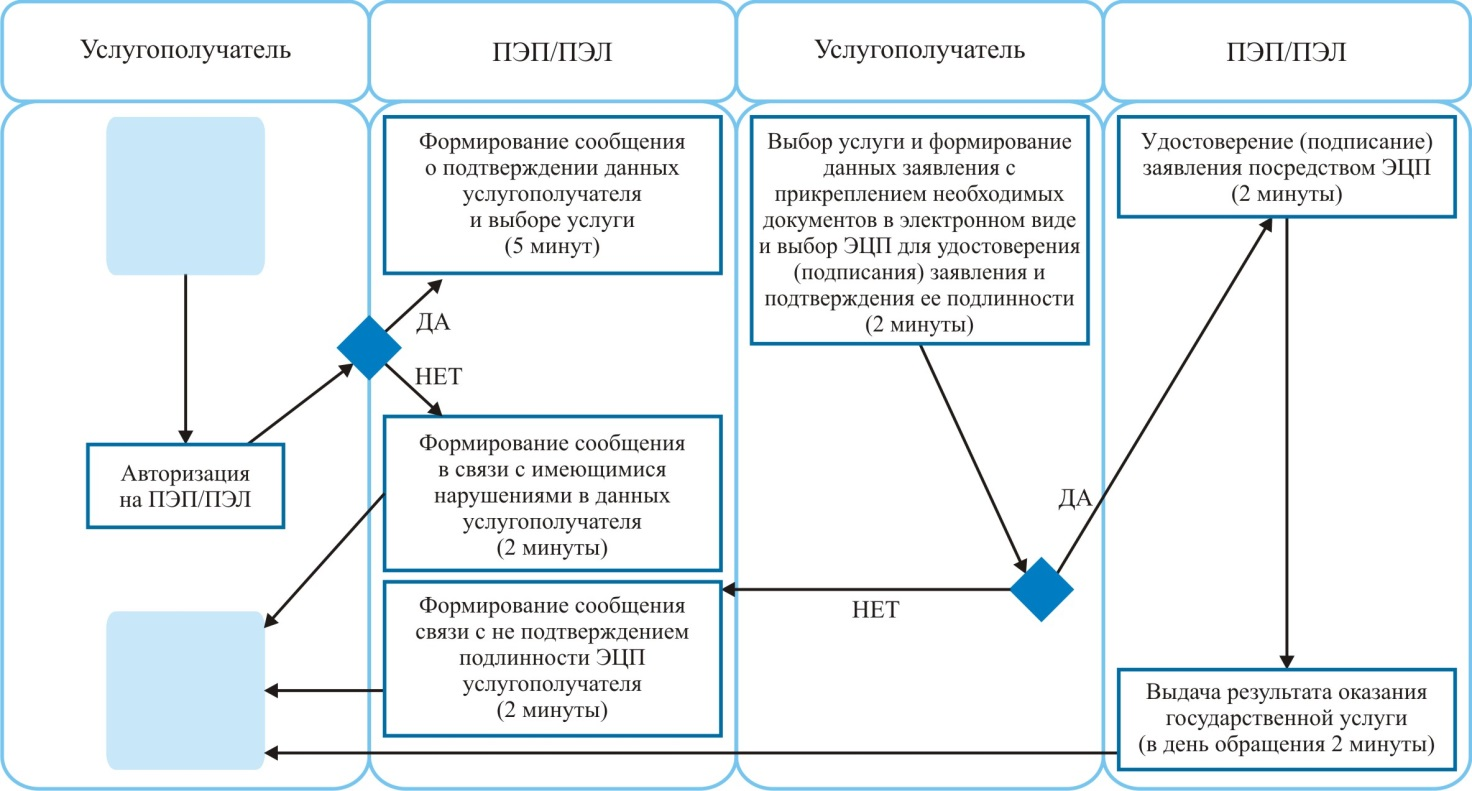 Услугополучатель
ПЭП/ПЭЛ
Услугополучатель
ПЭП/ПЭЛ
Формирование сообщения
о подтверждении данных
услугополучателя
и выборе услуги
(5 минут)
Выбор услуги и формирование
данных заявления с
прикреплением необходимых
документов в электронном виде
и выбор ЭЦП для удостоверения
(подписания) заявления и
подтверждения ее подлинности
(2 минуты)
Удостоверение (подписание)
заявления посредством ЭЦП
(2 минуты)
ДА
НЕТ
Авторизация
на ПЭП/ПЭЛ
Формирование сообщения
в связи с имеющимися
нарушениями в данных
услугополучателя
(2 минуты)
ДА
НЕТ
Формирование сообщения
связи с не подтверждением
подлинности ЭЦП
услугополучателя
(2 минуты)
Выдача результата оказания
государственной услуги
(в день обращения 2 минуты)